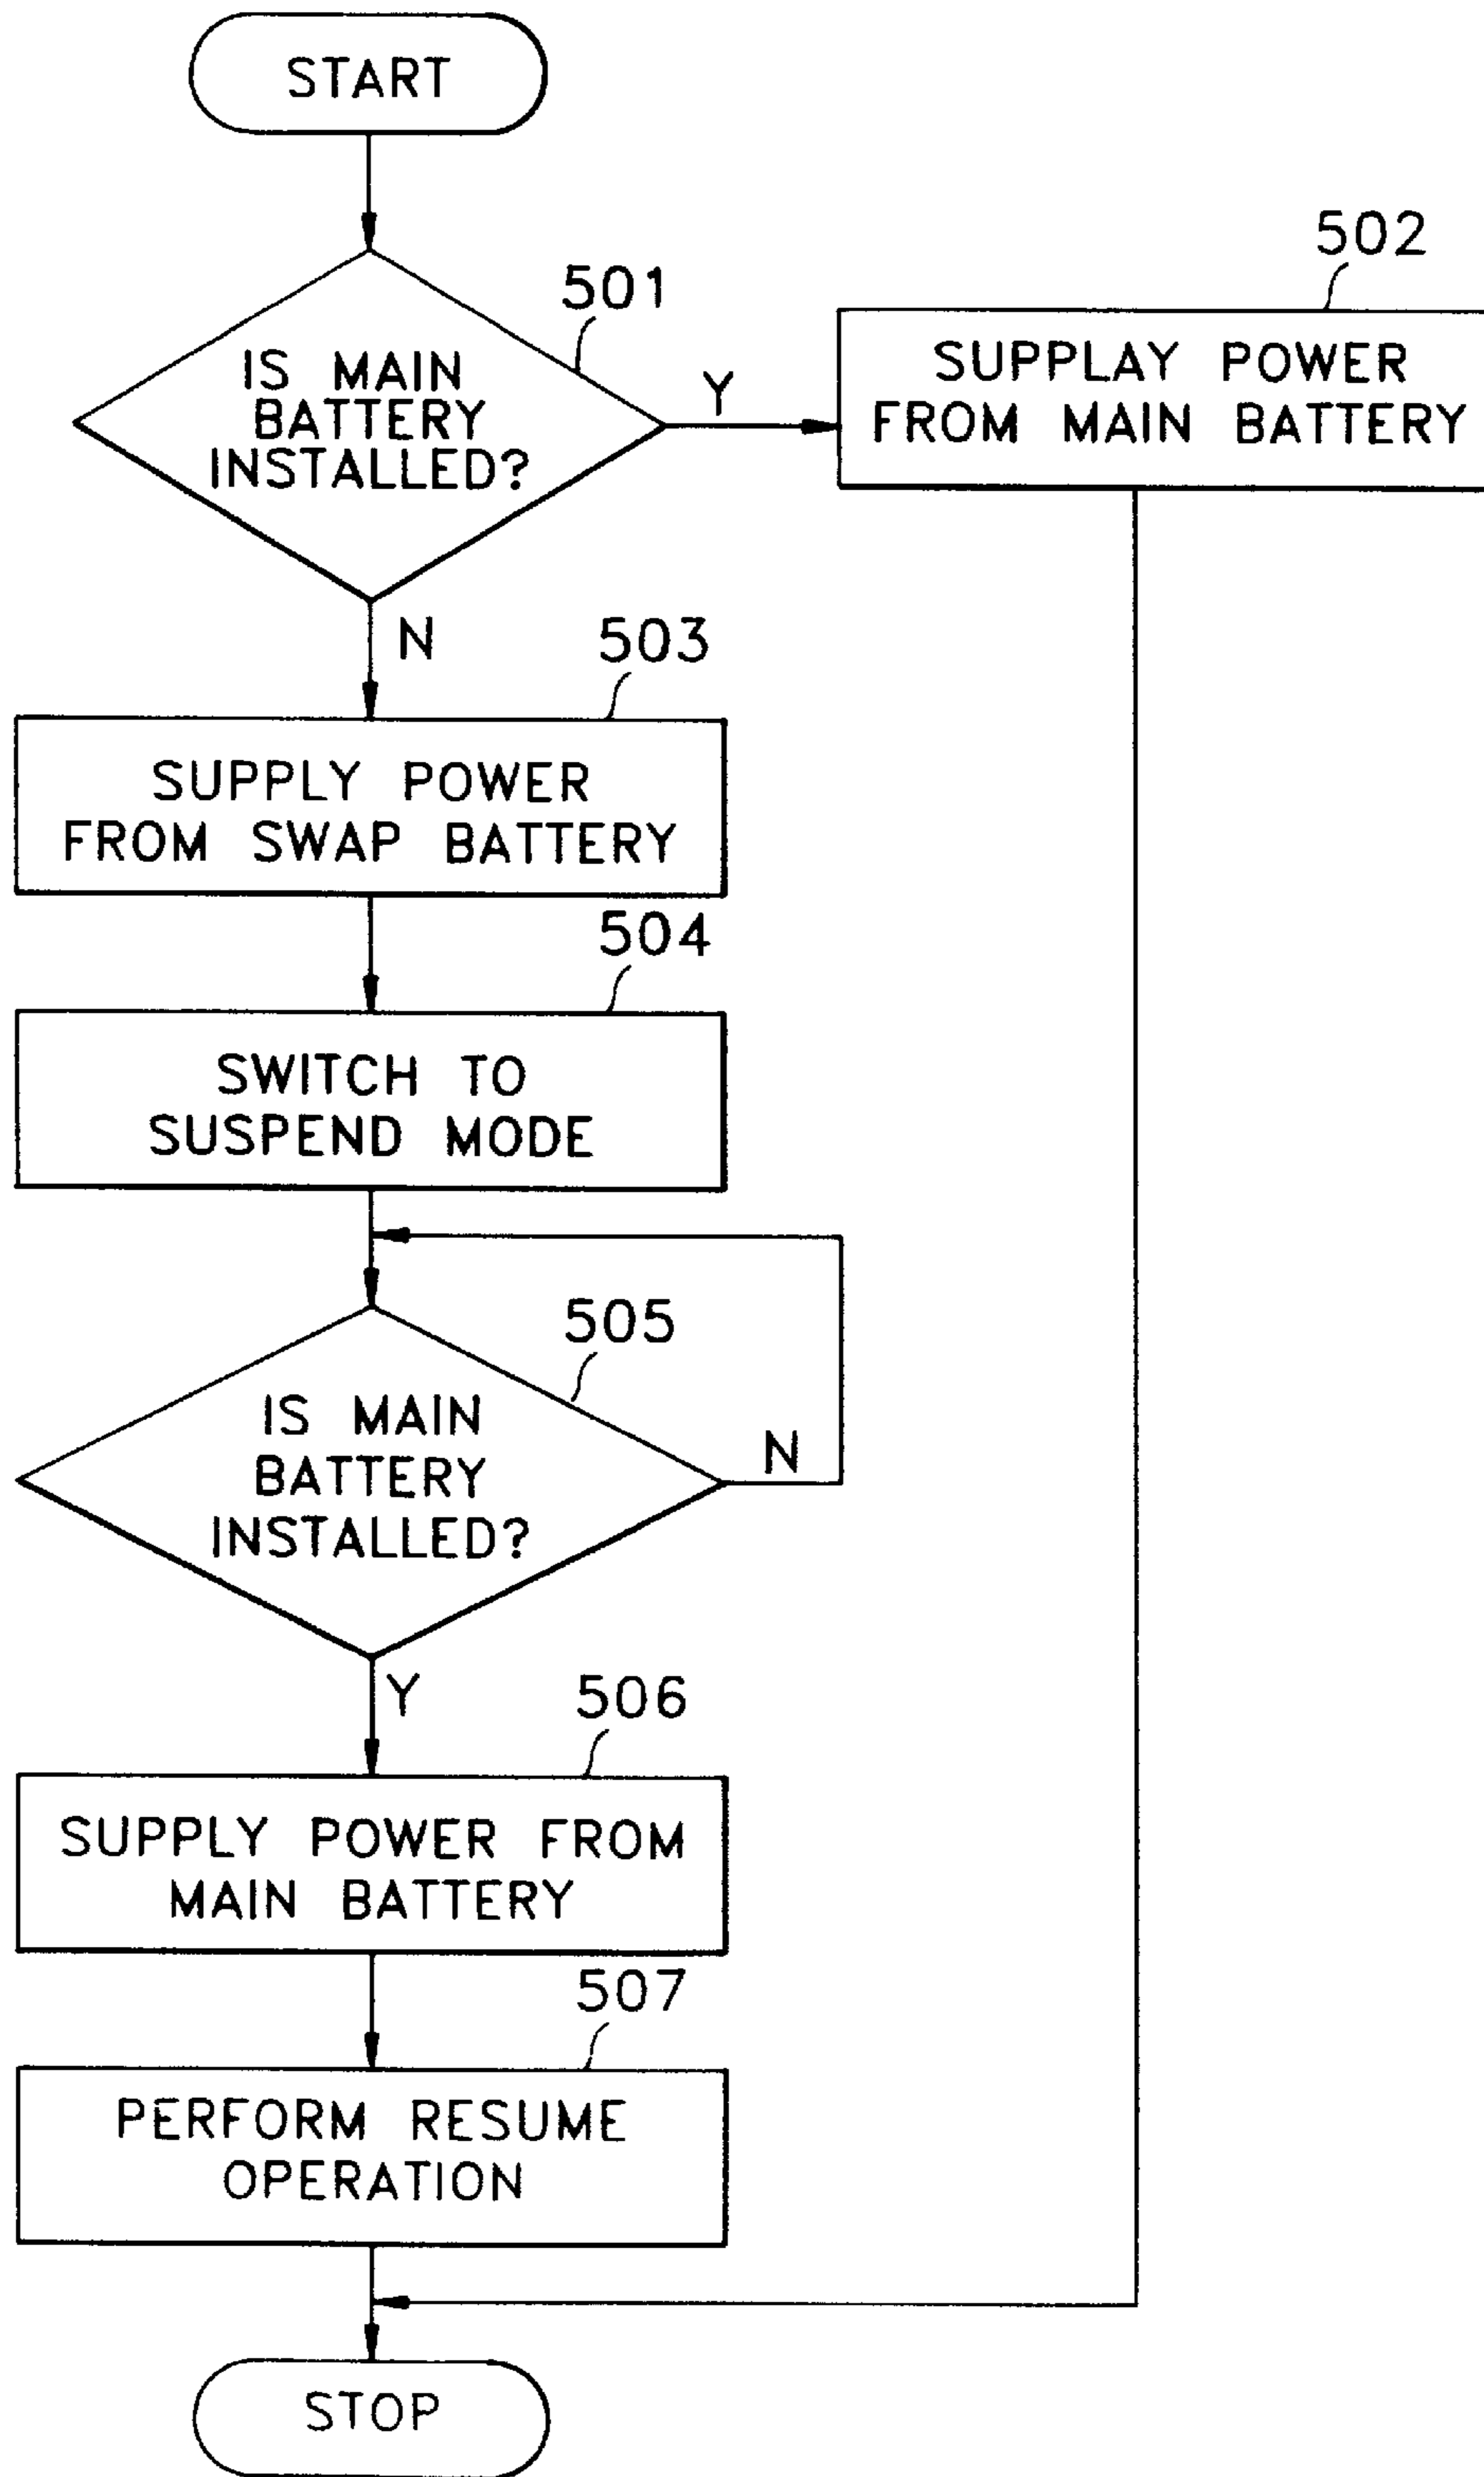 START
501
IS MAIN
BATTERY
INSTALLED?
Y
502
SUPPLAY POWER
FROM MAIN BATTERY
N
503
SUPPLY POWER
FROM SWAP BATTERY
504
SWITCH TO
SUSPEND MODE
505
IS MAIN
BATTERY
INSTALLED?
N
Y
506
SUPPLY POWER FROM
MAIN BATTERY
507
PERFORM RESUME
OPERATION
STOP